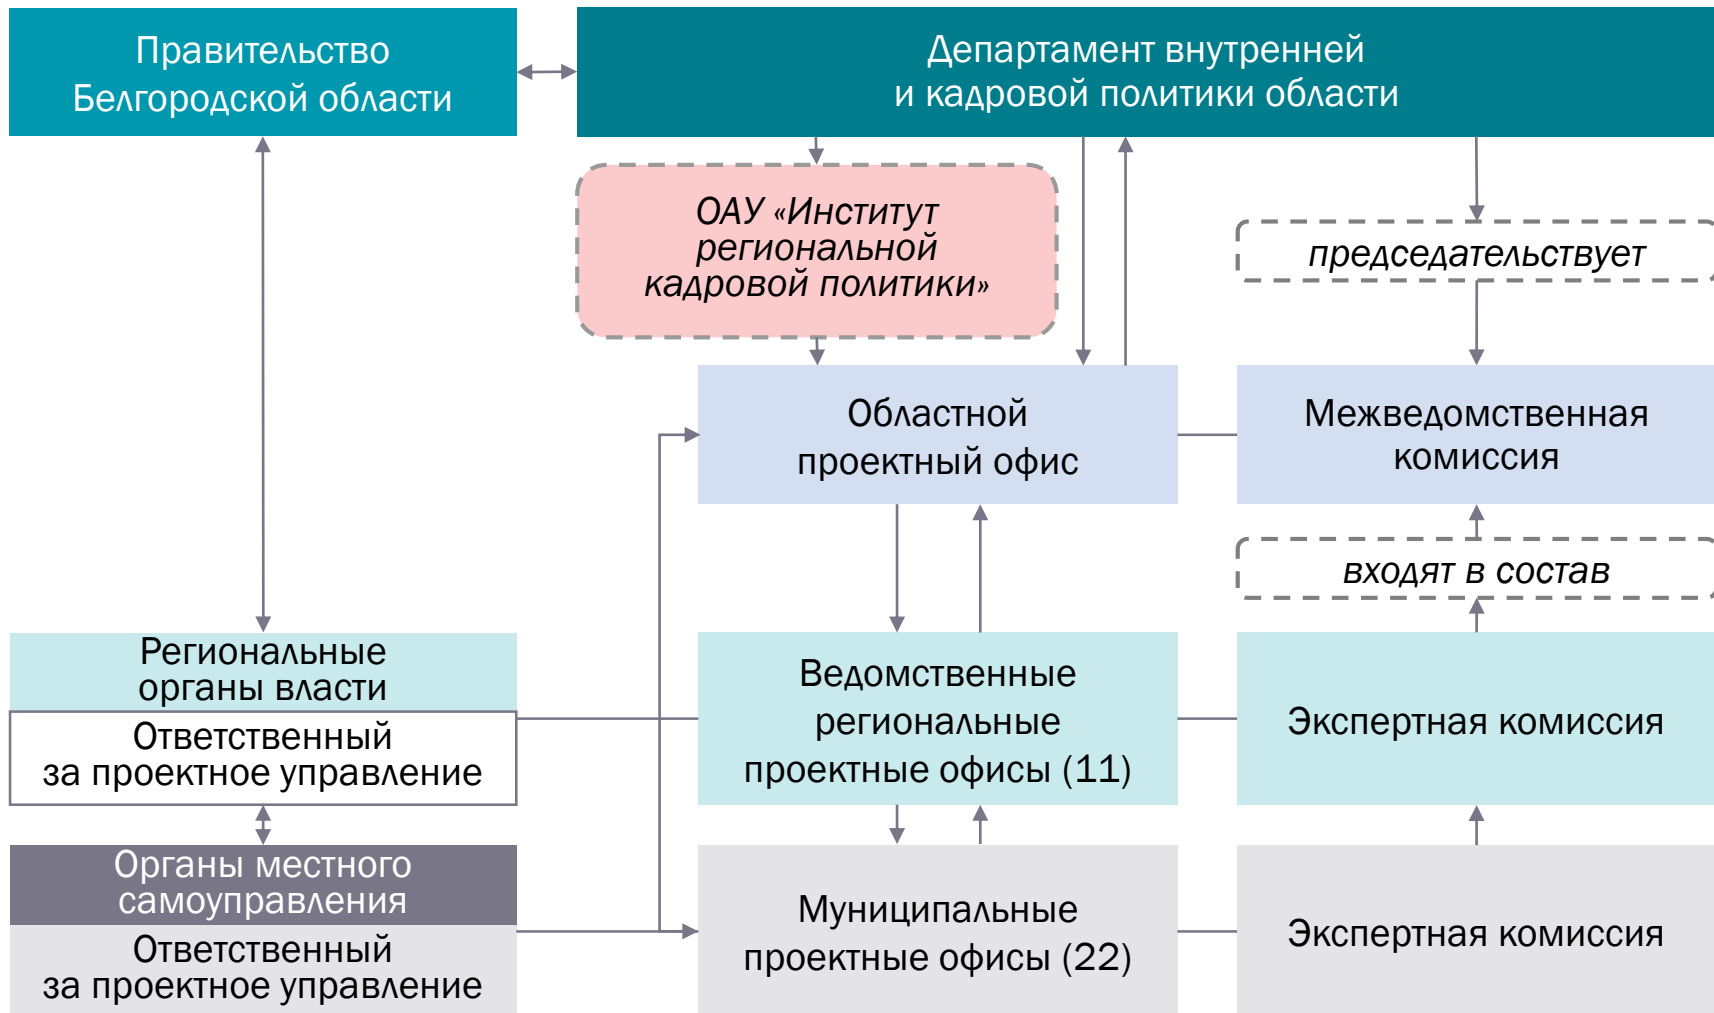 Правительство
Белгородской области
Департамент внутренней
и кадровой политики области
ОАУ «Институт
региональной
кадровой политики»
председательствует
Областной
проектный офис
Межведомственная
комиссия
входят в состав
Региональные
органы власти
Ответственный
за проектное управление
Ведомственные
региональные
проектные офисы (11)
Экспертная комиссия
Органы местного
самоуправления
Ответственный
за проектное управление
Муниципальные
проектные офисы (22)
Экспертная комиссия